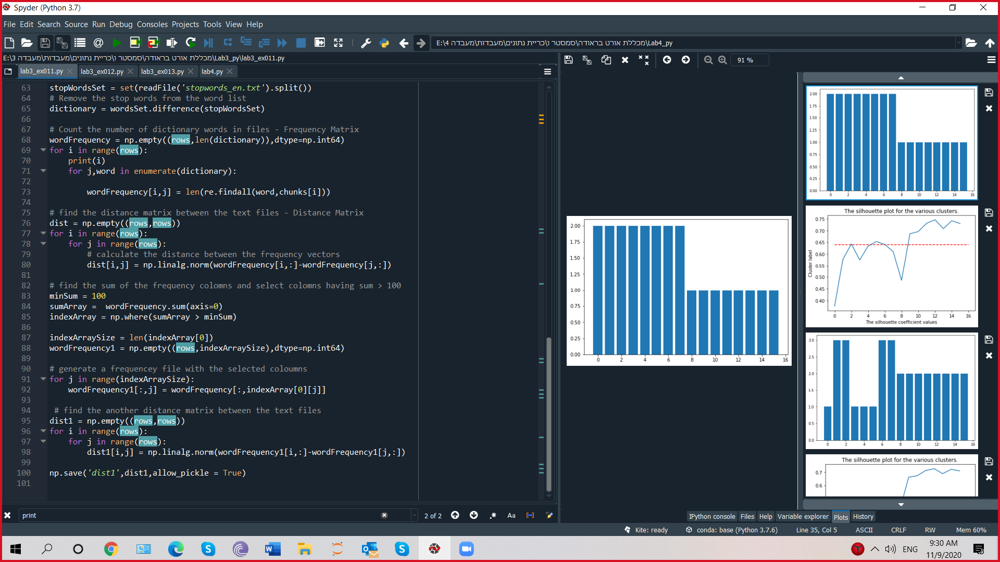 Spyder (Python 3.7)
File Edit Search Source Run Debug Consoles Projects Tools View Help
E:\מכללת אורט בראודה\סמסטר ו\כריית נתונים\מעבדות\מעבדה 4\Lab4_py
E:\מכללת אורט בראודה\סמסטר ו\כריית נתונים\מעבדות\מעבדה 3\Lab3_py\lab3_ex011.py
91 %
lab3_ex011.py lab3_ex012.py lab3_ex013.py lab4.py
63 stopWordsSet = set(readFile('stopwords_en.txt').split())
64 # Remove the stop words from the word list
65 dictionary = wordsSet.difference(stopWordsSet)
66
67 # Count the number of dictionary words in files - Frequency Matrix
68 wordFrequency = np.empty((rows,len(dictionary)),dtype=np.int64)
69 for i in range(rows):
70     print(i)
71     for j,word in enumerate(dictionary):
72
73         wordFrequency[i,j] = len(re.findall(word,chunks[i]))
74
75 # find the distance matrix between the text files - Distance Matrix
76 dist = np.empty((rows,rows))
77 for i in range(rows):
78     for j in range(rows):
79         # calculate the distance between the frequency vectors
80         dist[i,j] = np.linalg.norm(wordFrequency[i,:]-wordFrequency[j,:])
81
82 # find the sum of the frequency colomns and select colomns having sum > 100
83 minSum = 100
84 sumArray =  wordFrequency.sum(axis=0)
85 indexArray = np.where(sumArray > minSum)
86
87 indexArraySize = len(indexArray[0])
88 wordFrequency1 = np.empty((rows,indexArraySize),dtype=np.int64)
89
90 # generate a frequencey file with the selected coloumns
91 for j in range(indexArraySize):
92     wordFrequency1[:,j] = wordFrequency[:,indexArray[0][j]]
93
94  # find the another distance matrix between the text files
95 dist1 = np.empty((rows,rows))
96 for i in range(rows):
97     for j in range(rows):
98         dist1[i,j] = np.linalg.norm(wordFrequency1[i,:]-wordFrequency1[j,:])
99
100 np.save('dist1',dist1,allow_pickle = True)
101
print 2 of 2 .* Aa
2.00
1.75
1.50
1.25
1.00
0.75
0.50
0.25
0.00
0 2 4 6 8 10 12 14 16
2.00
1.75
1.50
1.25
1.00
0.75
0.50
0.25
0.00
0 2 4 6 8 10 12 14 16
The silhouette plot for the various clusters.
Cluster label
0.75
0.70
0.65
0.60
0.55
0.50
0.45
0.40
0 2 4 6 8 10 12 14 16
The silhouette coefficient values
3.0
2.5
2.0
1.5
1.0
0.5
0.0
0 2 4 6 8 10 12 14 16
The silhouette plot for the various clusters.
0.7
0.6
IPython console Files Help Variable explorer Plots History
Kite: ready conda: base (Python 3.7.6) Line 35, Col 5 ASCII CRLF RW Mem 60%
ENG
9:30 AM
11/9/2020